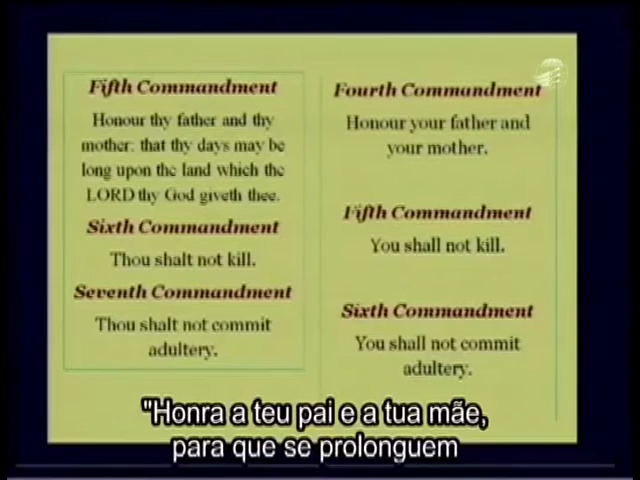 Fifth Commandment
Honour thy father and thy
mother: that thy days may be
long upon the land which the
LORD thy God giveth thee.
Sixth Commandment
Thou shalt not kill.
Seventh Commandment
Thou shalt not commit
adultery.
Fourth Commandment
Honour your father and
your mother.
Fifth Commandment
You shall not kill.
Sixth Commandment
You shall not commit
adultery.
"Honra a teu pai e a tua mãe,
para que se prolonguem